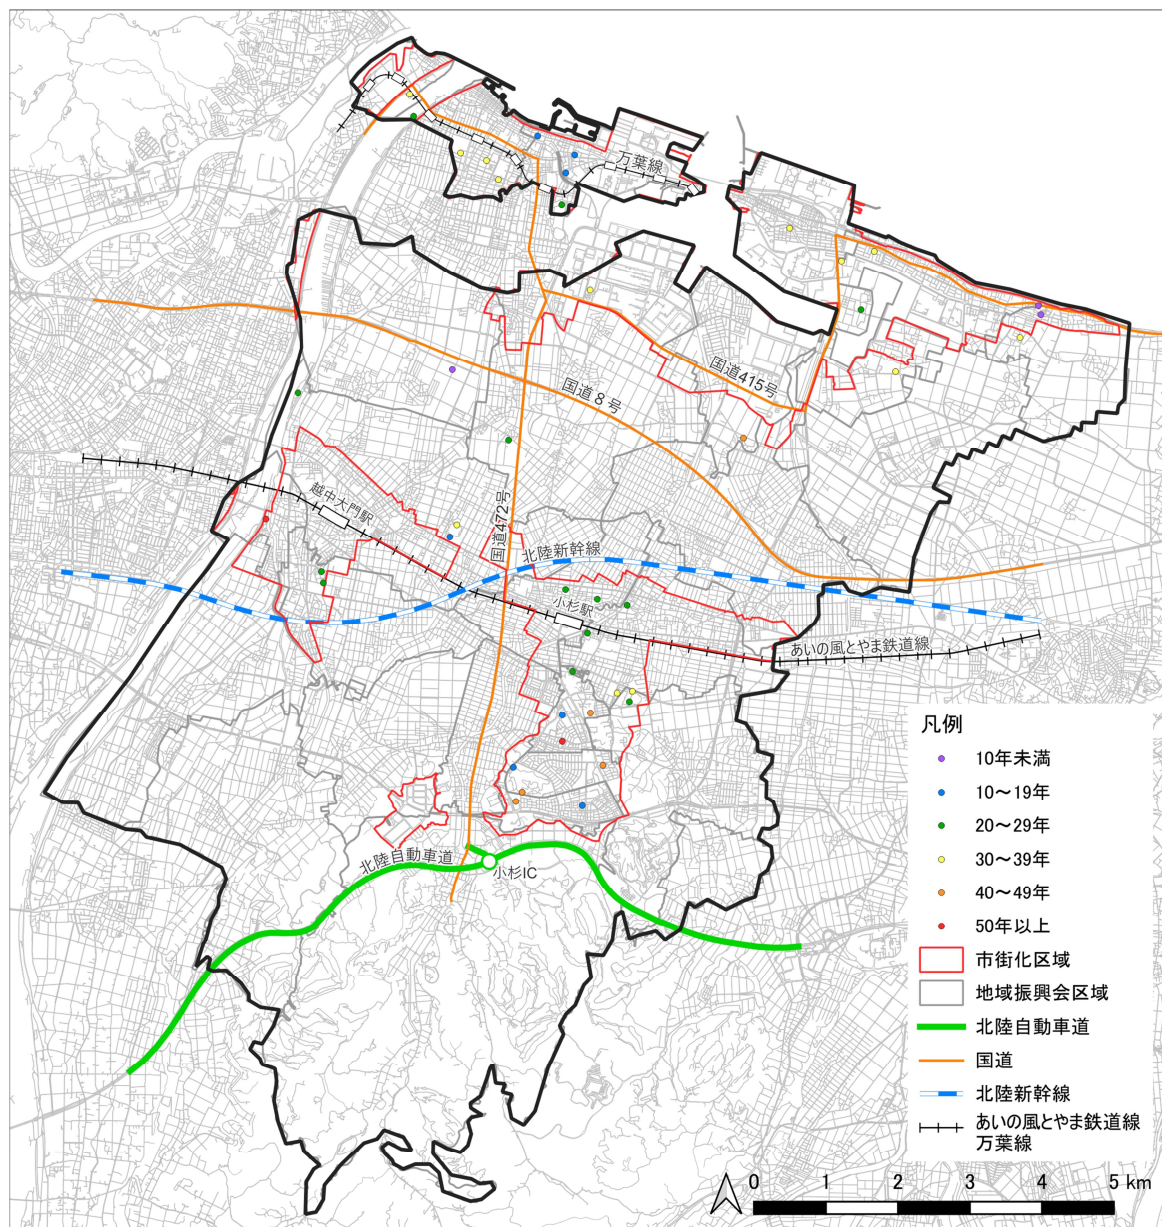 万葉線
国道415号
国道８号
越中大門駅
国道472号
北陸新幹線
小杉駅
あいの風とやま鉄道線
北陸自動車道
小杉IC
凡例
10年未満
10～19年
20～29年
30～39年
40～49年
50年以上
市街化区域
地域振興会区域
北陸自動車道
国道
北陸新幹線
あいの風とやま鉄道線
万葉線
0 1 2 3 4 5 km